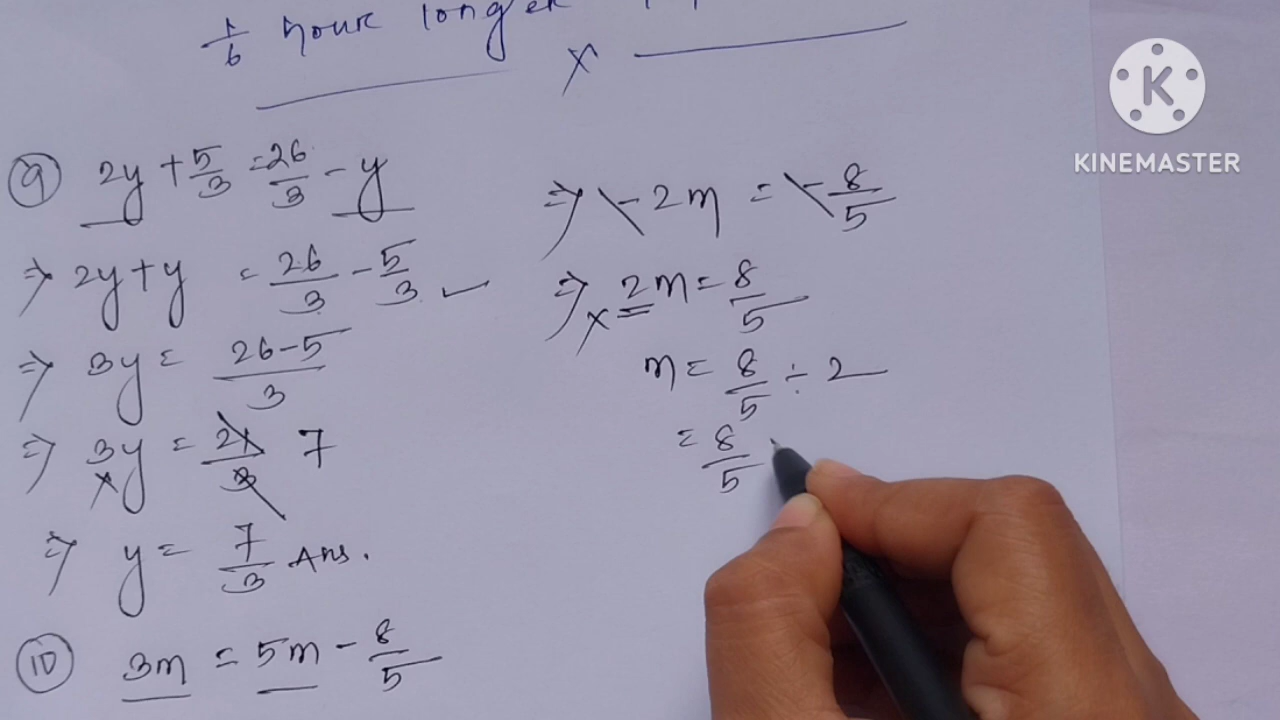 1/6 hour longer
x
9 2y + 5/3 = 26/3 - y
⇒ 2y + y = 26/3 - 5/3 ✓
⇒ 3y = 26-5/3
⇒ 3y = 21/3 7
⇒ y = 7/3 Ans.
10 3m = 5m - 8/5
⇒ - 2m = - 8/5
⇒ 2m = 8/5
m = 8/5 ÷ 2
= 8/5
KINEMASTER